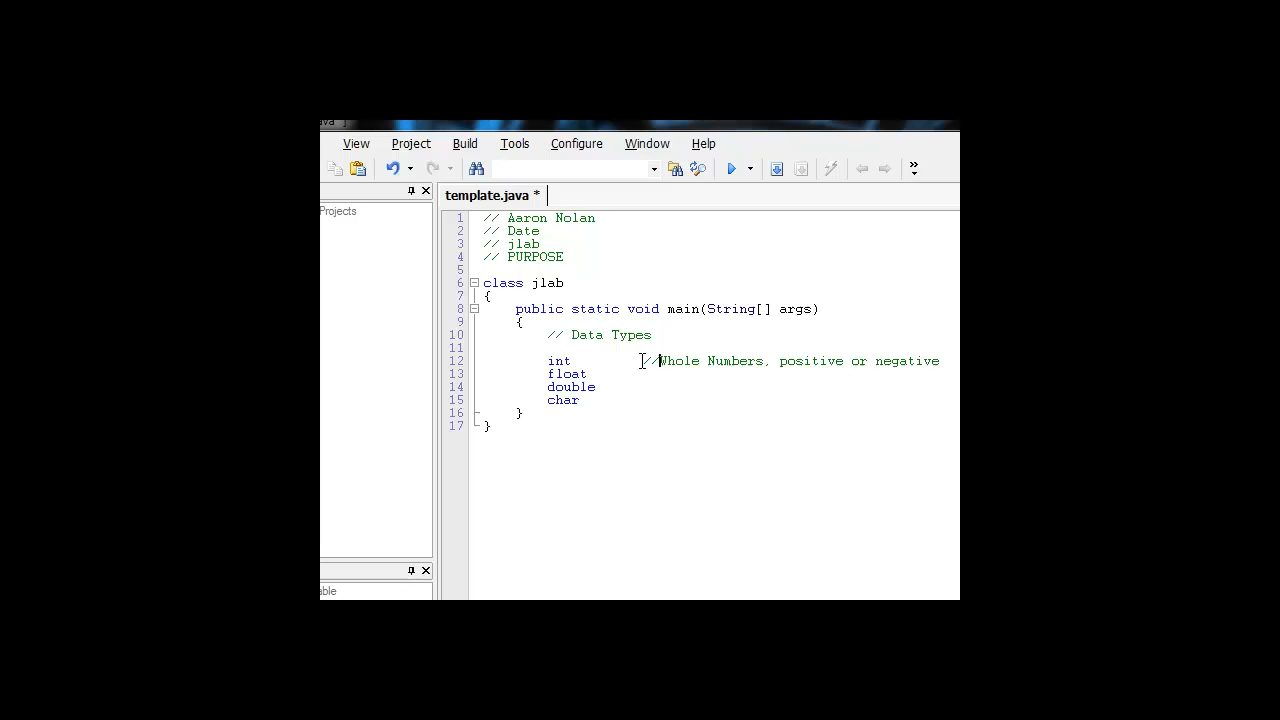 View Project Build Tools Configure Window Help
template.java *
Projects
1 // Aaron Nolan
2 // Date
3 // jlab
4 // PURPOSE
5
6 class jlab
7 {
8 public static void main(String[] args)
9 {
10 // Data Types
11
12 int //Whole Numbers, positive or negative
13 float
14 double
15 char
16 }
17 }